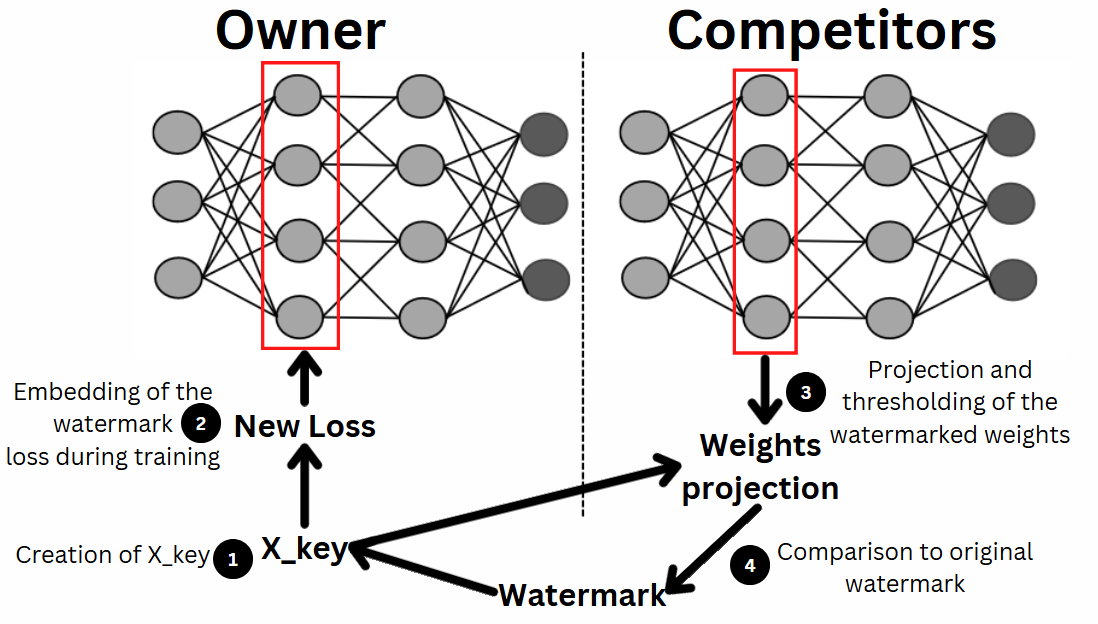 Owner
Competitors
Embedding of the
watermark
loss during training
2
New Loss
3
Projection and
thresholding of the
watermarked weights
Weights
projection
Creation of X_key
1
X_key
Watermark
4
Comparison to original
watermark